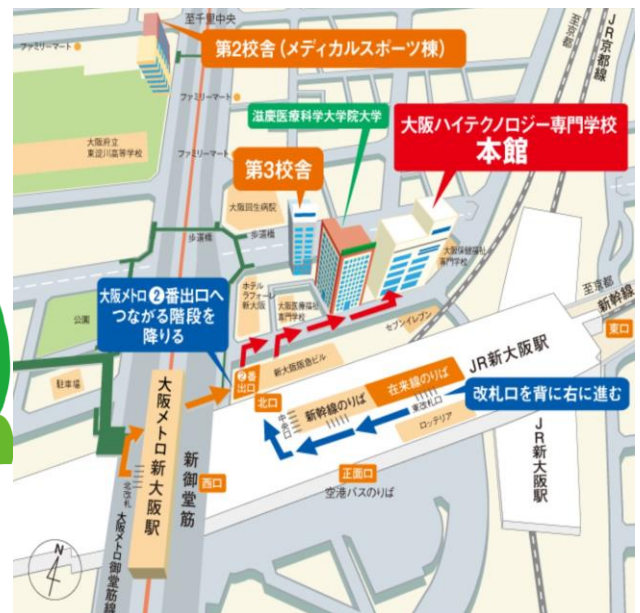 至千里中央
ファミリーマート
第2校舎(メディカルスポーツ棟)
至京都
JR京都線
ファミリーマート
滋慶医療科学大学院大学
大阪ハイテクノロジー専門学校
本館
大阪府立
東淀川高等学校
ファミリーマート
第3校舎
大阪回生病院
歩道橋
歩道橋
大阪保健福祉
専門学校
大阪メトロ❷番出口へ
つながる階段を
降りる
ホテル
ラフォーレ
新大阪
大阪医療福祉
専門学校
セブンイレブン
至京都
新幹線
東口
公園
駐車場
❷番
出口
新大阪阪急ビル
JR新大阪駅
北口
新幹線のりば
在来線のりば
改札口を背に右に進む
中央口
東改札口
ロッテリア
大阪メトロ新大阪駅
北改札
新御堂筋
西口
正面口
空港バスのりば
JR新大阪駅
大阪メトロ御堂筋線
N